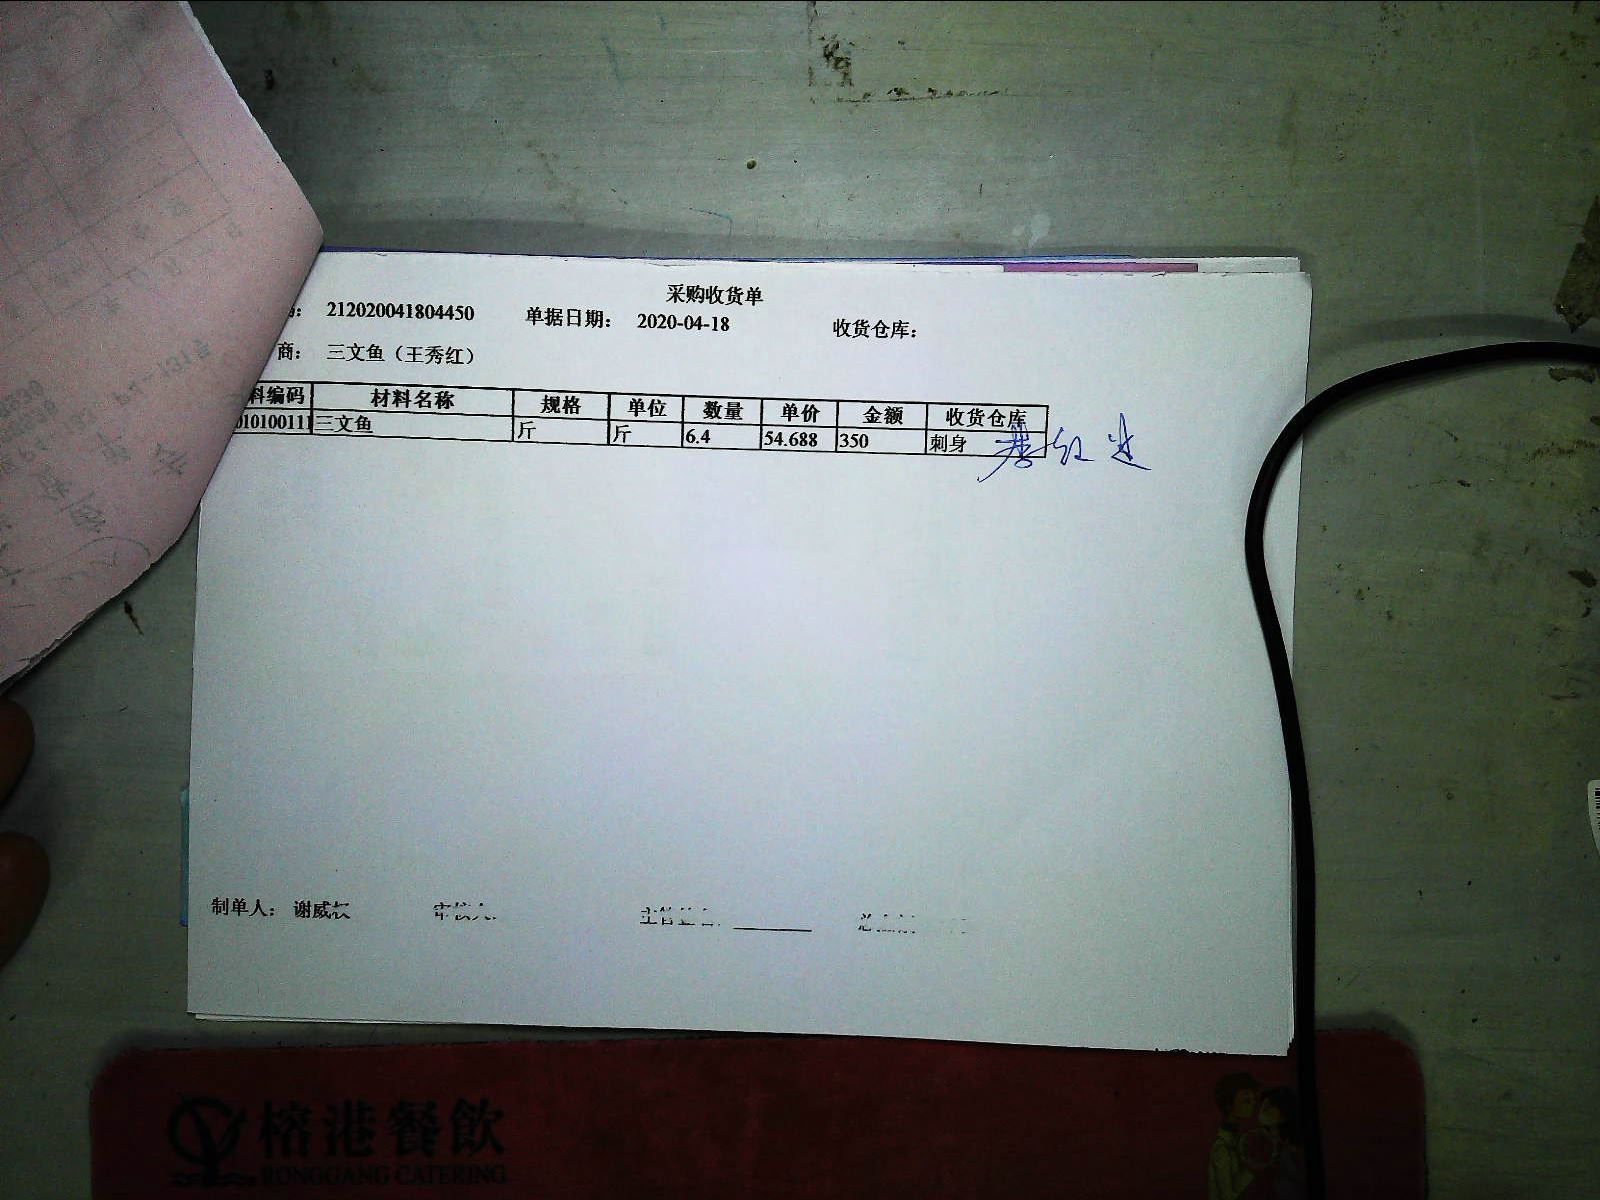 采购收货单
212020041804450 单据日期： 2020-04-18 收货仓库：
商： 三文鱼（王秀红）
料编码 材料名称 规格 单位 数量 单价 金额 收货仓库
010100111 三文鱼 斤 斤 6.4 54.688 350 刺身
制单人： 谢威
榕港餐飲
RONGGANG CATERING